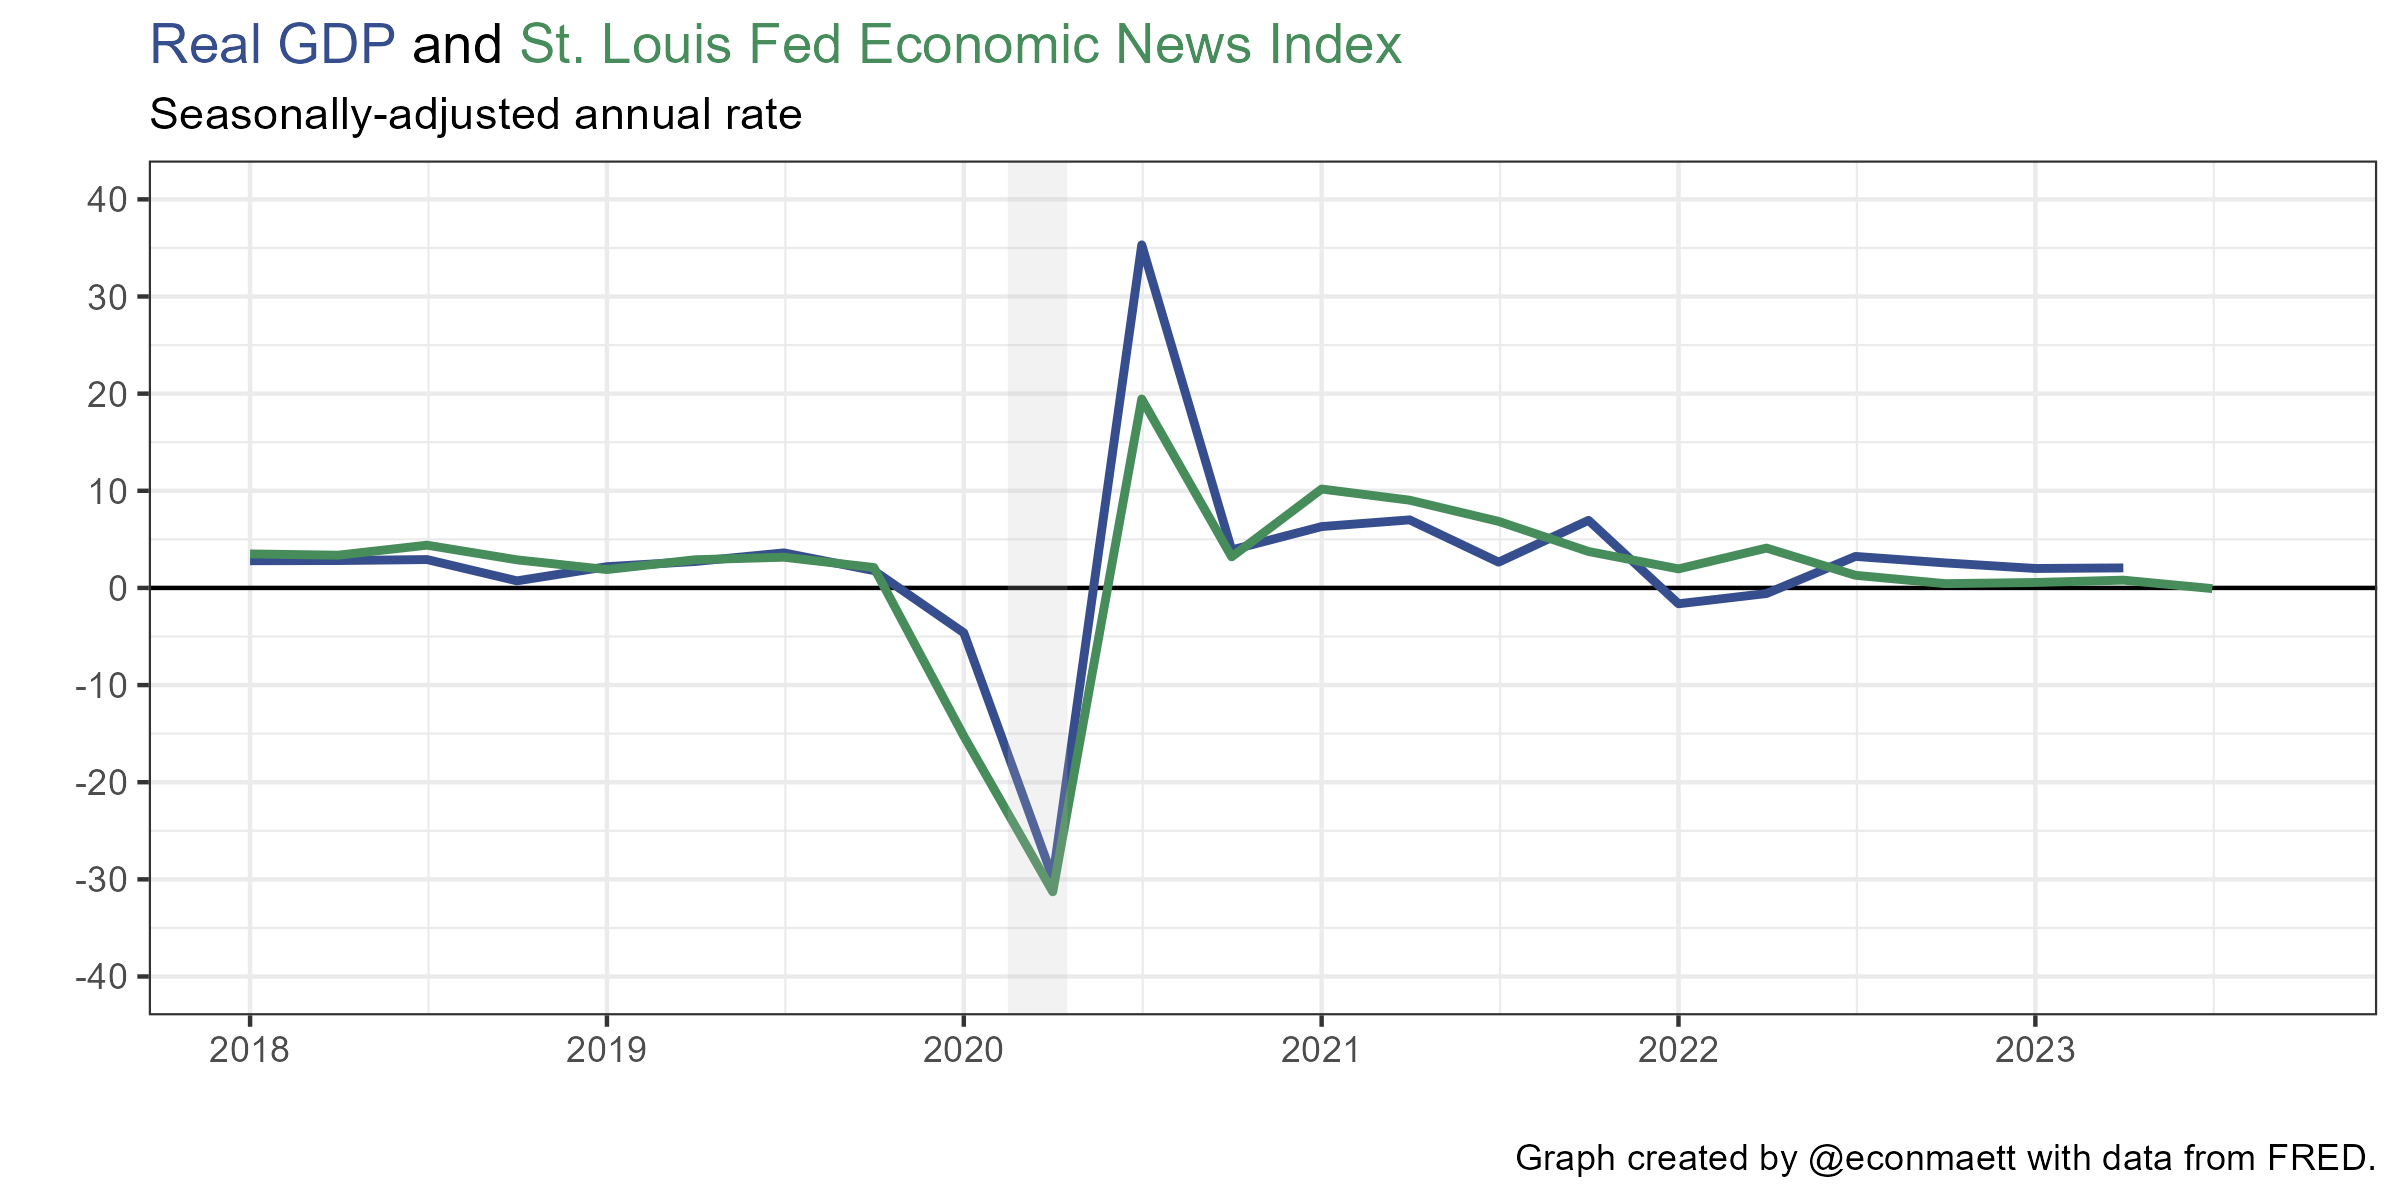 Real GDP and St. Louis Fed Economic News Index
Seasonally-adjusted annual rate
40
30
20
10
0
-10
-20
-30
-40
2018 2019 2020 2021 2022 2023
Graph created by @econmaett with data from FRED.